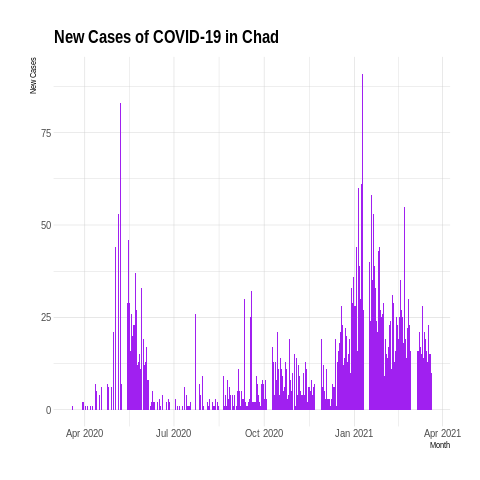 New Cases of COVID-19 in Chad
New Cases
75
50
25
0
Apr 2020
Jul 2020
Oct 2020
Jan 2021
Apr 2021
Month